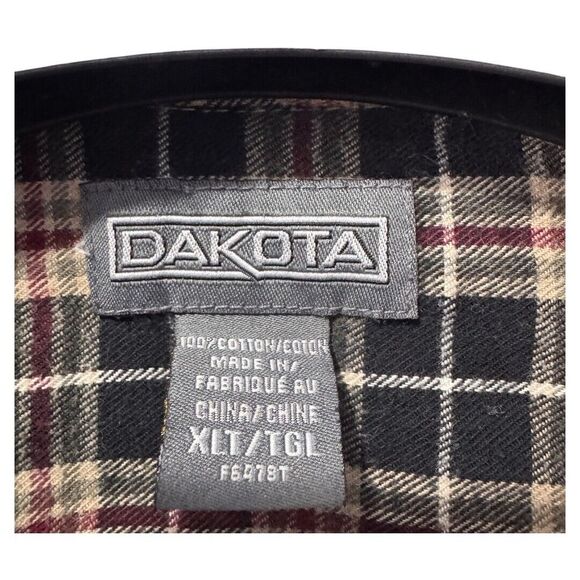 DAKOTA
100% COTTON/COTON
MADE IN/
FABRIQUÉ AU
CHINA/CHINE
XLT/TGL
F6478T